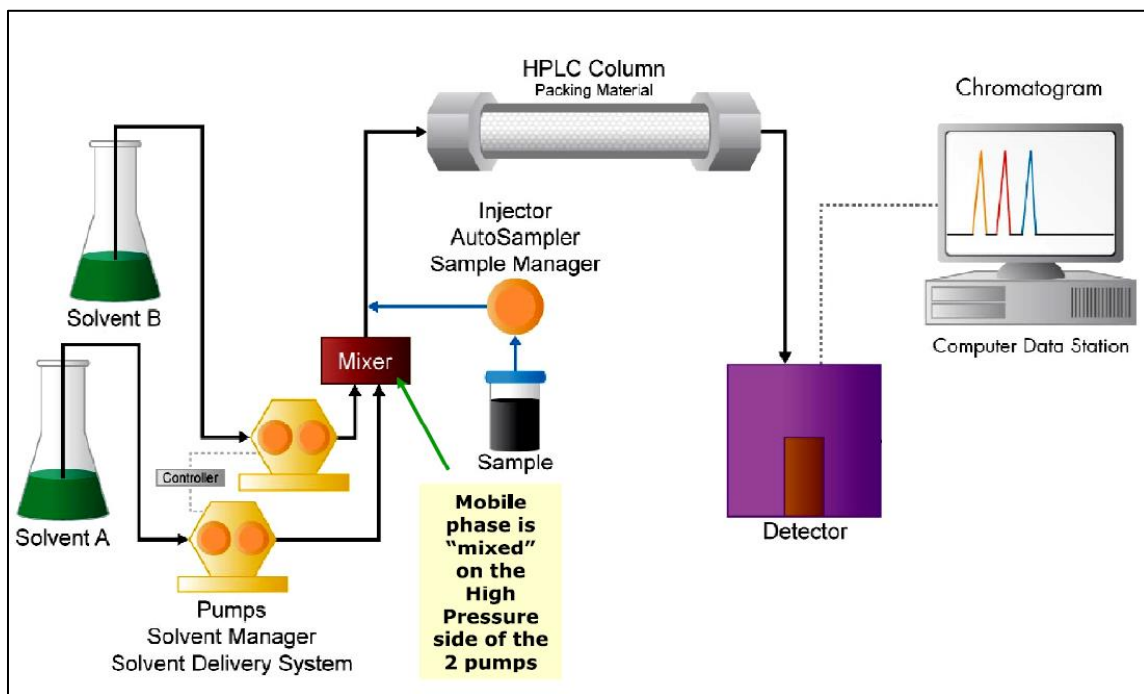 HPLC Column
Packing Material
Chromatogram
Injector
AutoSampler
Sample Manager
Solvent B
Mixer
Computer Data Station
Sample
Controller
Solvent A
Detector
Mobile
phase is
“mixed”
on the
High
Pressure
side of the
2 pumps
Pumps
Solvent Manager
Solvent Delivery System